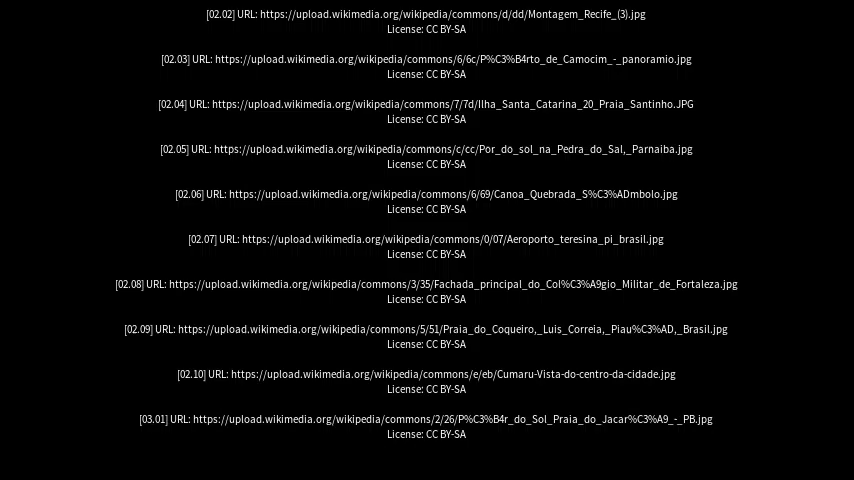 [02.02] URL: https://upload.wikimedia.org/wikipedia/commons/d/dd/Montagem_Recife_(3).jpg
License: CC BY-SA
[02.03] URL: https://upload.wikimedia.org/wikipedia/commons/6/6c/P%C3%B4rto_de_Camocim_-_panoramio.jpg
License: CC BY-SA
[02.04] URL: https://upload.wikimedia.org/wikipedia/commons/7/7d/Ilha_Santa_Catarina_20_Praia_Santinho.JPG
License: CC BY-SA
[02.05] URL: https://upload.wikimedia.org/wikipedia/commons/c/cc/Por_do_sol_na_Pedra_do_Sal,_Parnaiba.jpg
License: CC BY-SA
[02.06] URL: https://upload.wikimedia.org/wikipedia/commons/6/69/Canoa_Quebrada_S%C3%ADmbolo.jpg
License: CC BY-SA
[02.07] URL: https://upload.wikimedia.org/wikipedia/commons/0/07/Aeroporto_teresina_pi_brasil.jpg
License: CC BY-SA
[02.08] URL: https://upload.wikimedia.org/wikipedia/commons/3/35/Fachada_principal_do_Col%C3%A9gio_Militar_de_Fortaleza.jpg
License: CC BY-SA
[02.09] URL: https://upload.wikimedia.org/wikipedia/commons/5/51/Praia_do_Coqueiro,_Luis_Correia,_Piau%C3%AD,_Brasil.jpg
License: CC BY-SA
[02.10] URL: https://upload.wikimedia.org/wikipedia/commons/e/eb/Cumaru-Vista-do-centro-da-cidade.jpg
License: CC BY-SA
[03.01] URL: https://upload.wikimedia.org/wikipedia/commons/2/26/P%C3%B4r_do_Sol_Praia_do_Jacar%C3%A9_-_PB.jpg
License: CC BY-SA